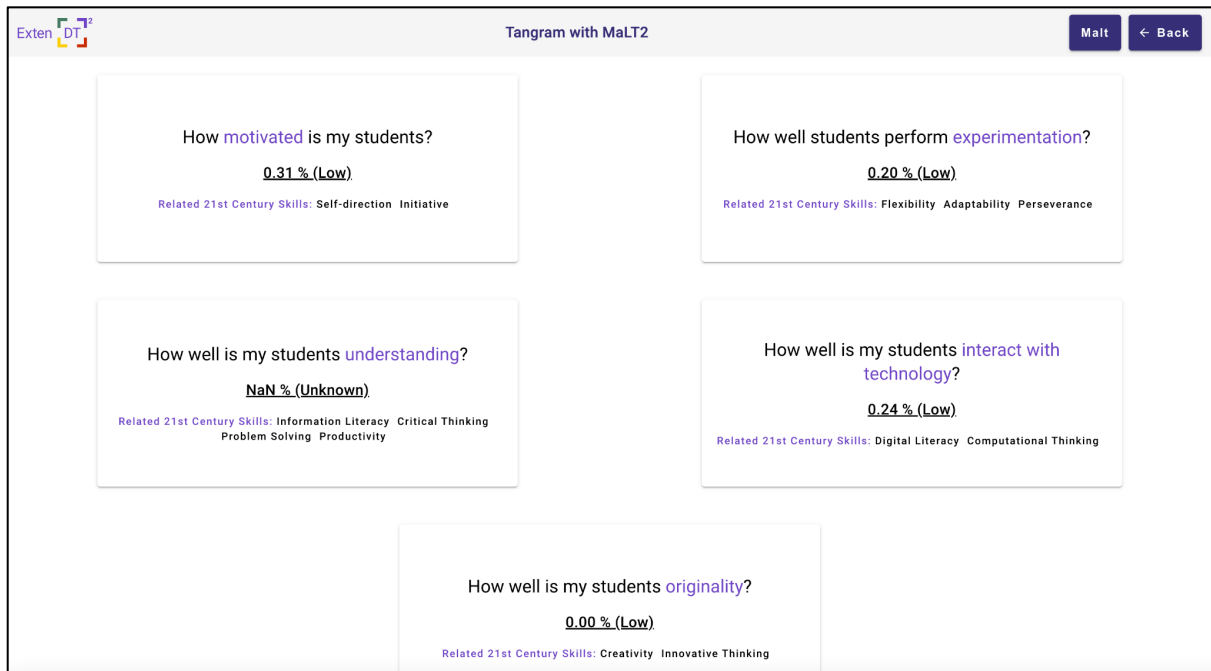 Exten DT 2
Tangram with MaLT2
Malt
← Back
How motivated is my students?
0.31 % (Low)
Related 21st Century Skills: Self-direction Initiative
How well students perform experimentation?
0.20 % (Low)
Related 21st Century Skills: Flexibility Adaptability Perseverance
How well is my students understanding?
NaN % (Unknown)
Related 21st Century Skills: Information Literacy Critical Thinking
Problem Solving Productivity
How well is my students interact with
technology?
0.24 % (Low)
Related 21st Century Skills: Digital Literacy Computational Thinking
How well is my students originality?
0.00 % (Low)
Related 21st Century Skills: Creativity Innovative Thinking